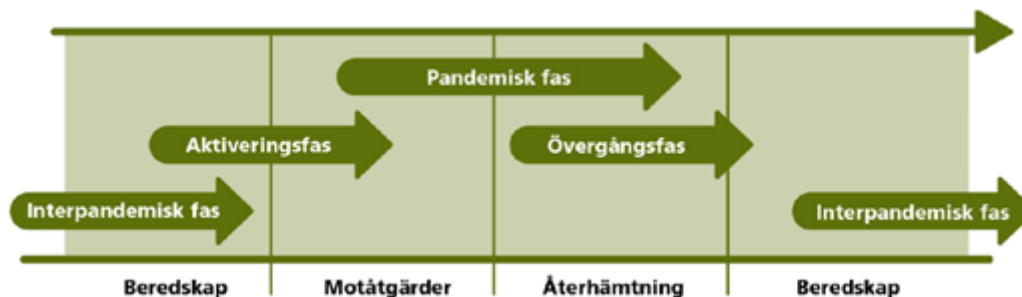 Pandemisk fas
Aktiveringsfas
Övergångsfas
Interpandemisk fas
Interpandemisk fas
Beredskap
Motåtgärder
Återhämtning
Beredskap